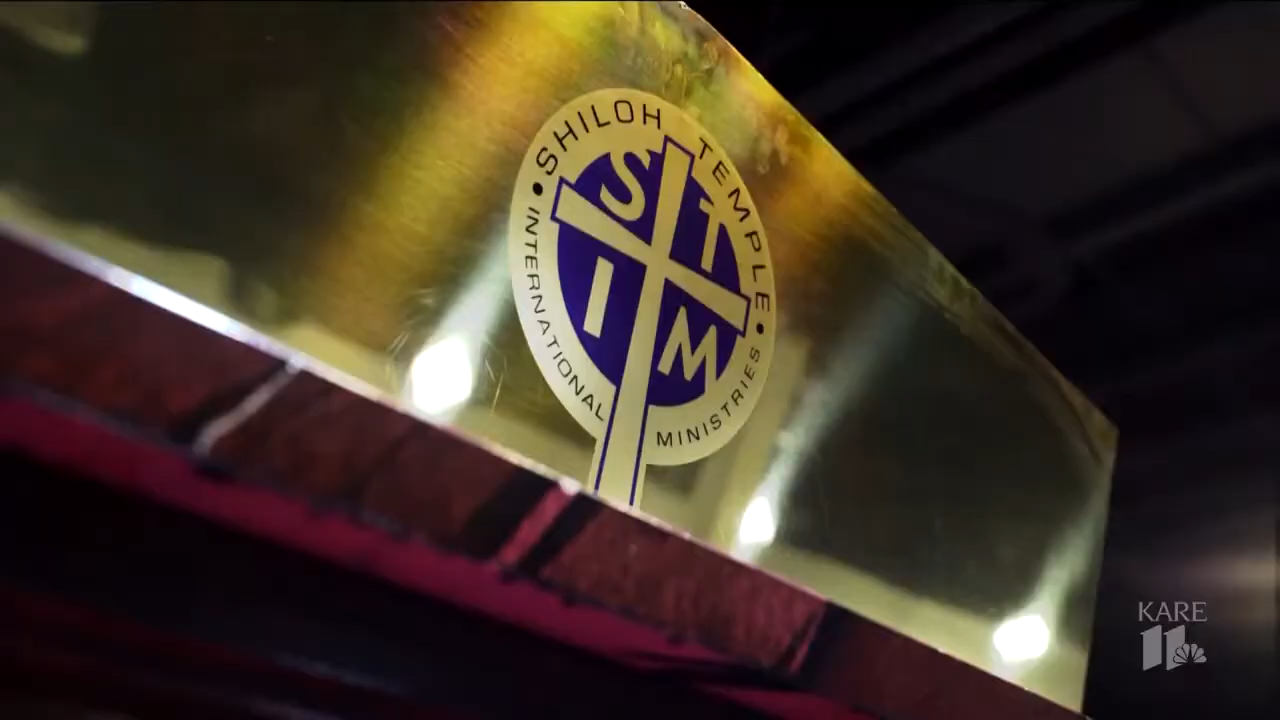 SHILOH TEMPLE
S T
I M
• INTERNATIONAL MINISTRIES •
KARE
11